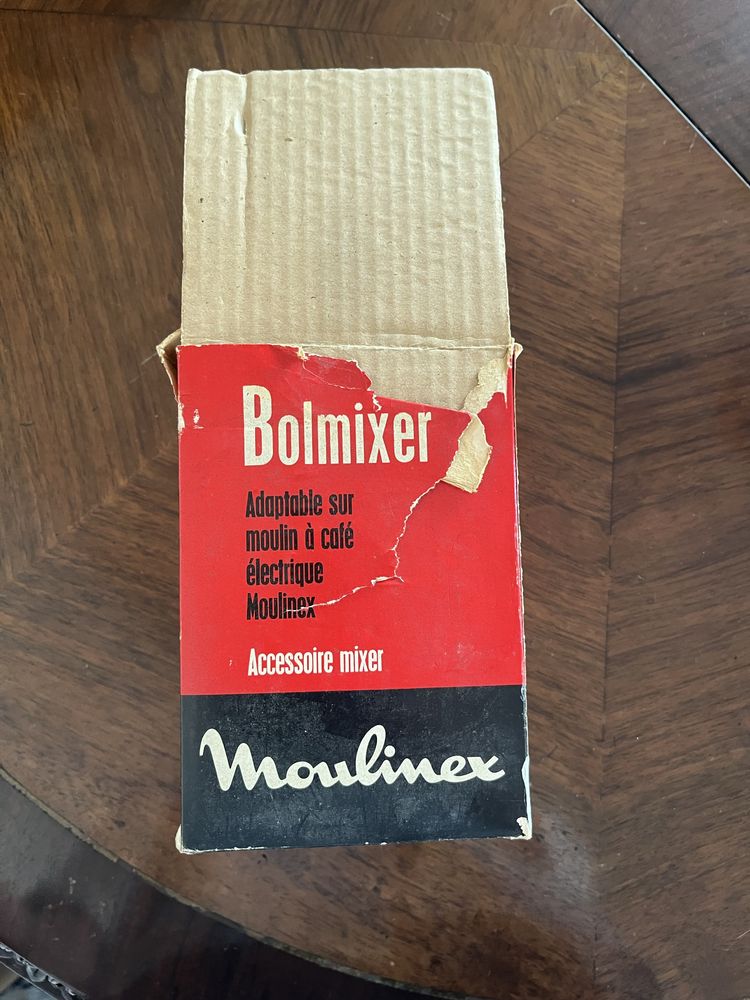 Bolmixer
Adaptable sur
moulin à café
électrique
Moulinex
Accessoire mixer
Moulinex